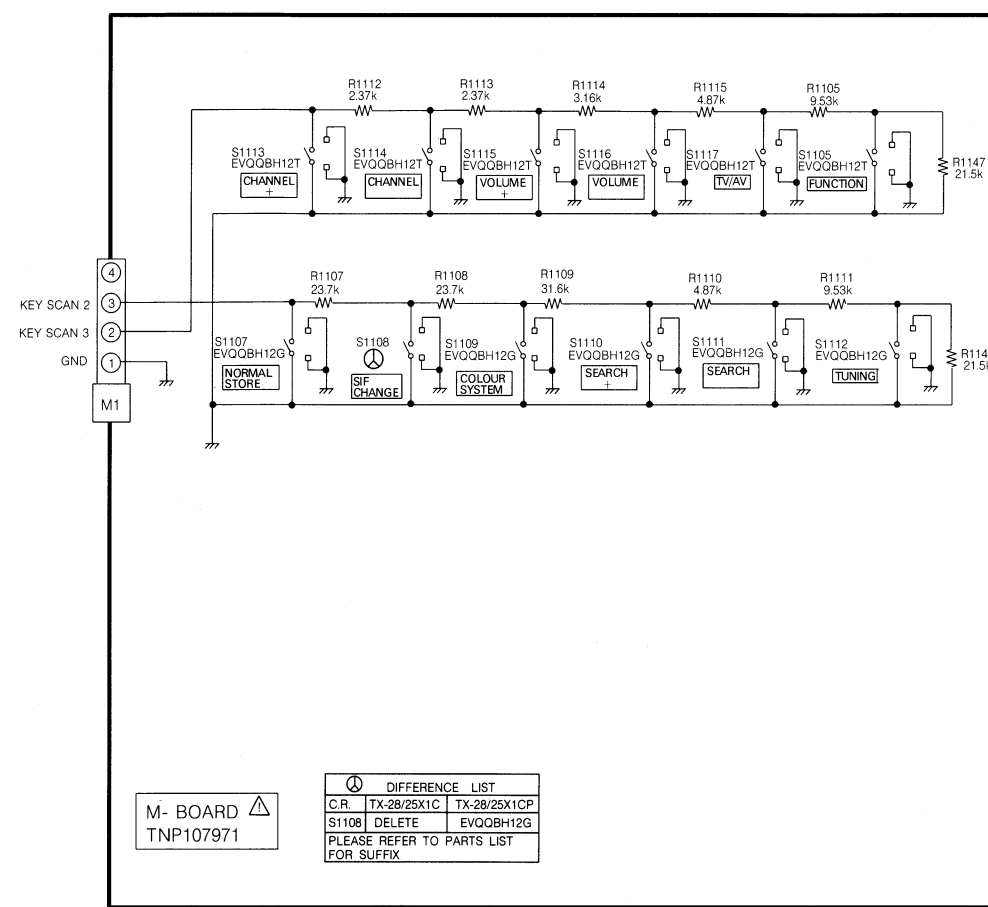 R1112
2.37k
R1113
2.37k
R1114
3.16k
R1115
4.87k
R1105
9.53k
S1113
EVQQBH12T
CHANNEL
+
S1114
EVQQBH12T
CHANNEL
S1115
EVQQBH12T
VOLUME
+
S1116
EVQQBH12T
VOLUME
S1117
EVQQBH12T
TV/AV
S1105
EVQQBH12T
FUNCTION
R1147
21.5k
4
KEY SCAN 2 3
KEY SCAN 3 2
GND 1
M1
R1107
23.7k
R1108
23.7k
R1109
31.6k
R1110
4.87k
R1111
9.53k
S1107
EVQQBH12G
NORMAL
STORE
S1108
SIF
CHANGE
S1109
EVQQBH12G
COLOUR
SYSTEM
S1110
EVQQBH12G
SEARCH
+
S1111
EVQQBH12G
SEARCH
S1112
EVQQBH12G
TUNING
R114
21.5k
M- BOARD
TNP107971
DIFFERENCE LIST
C.R. TX-28/25X1C TX-28/25X1CP
S1108 DELETE EVQQBH12G
PLEASE REFER TO PARTS LIST
FOR SUFFIX